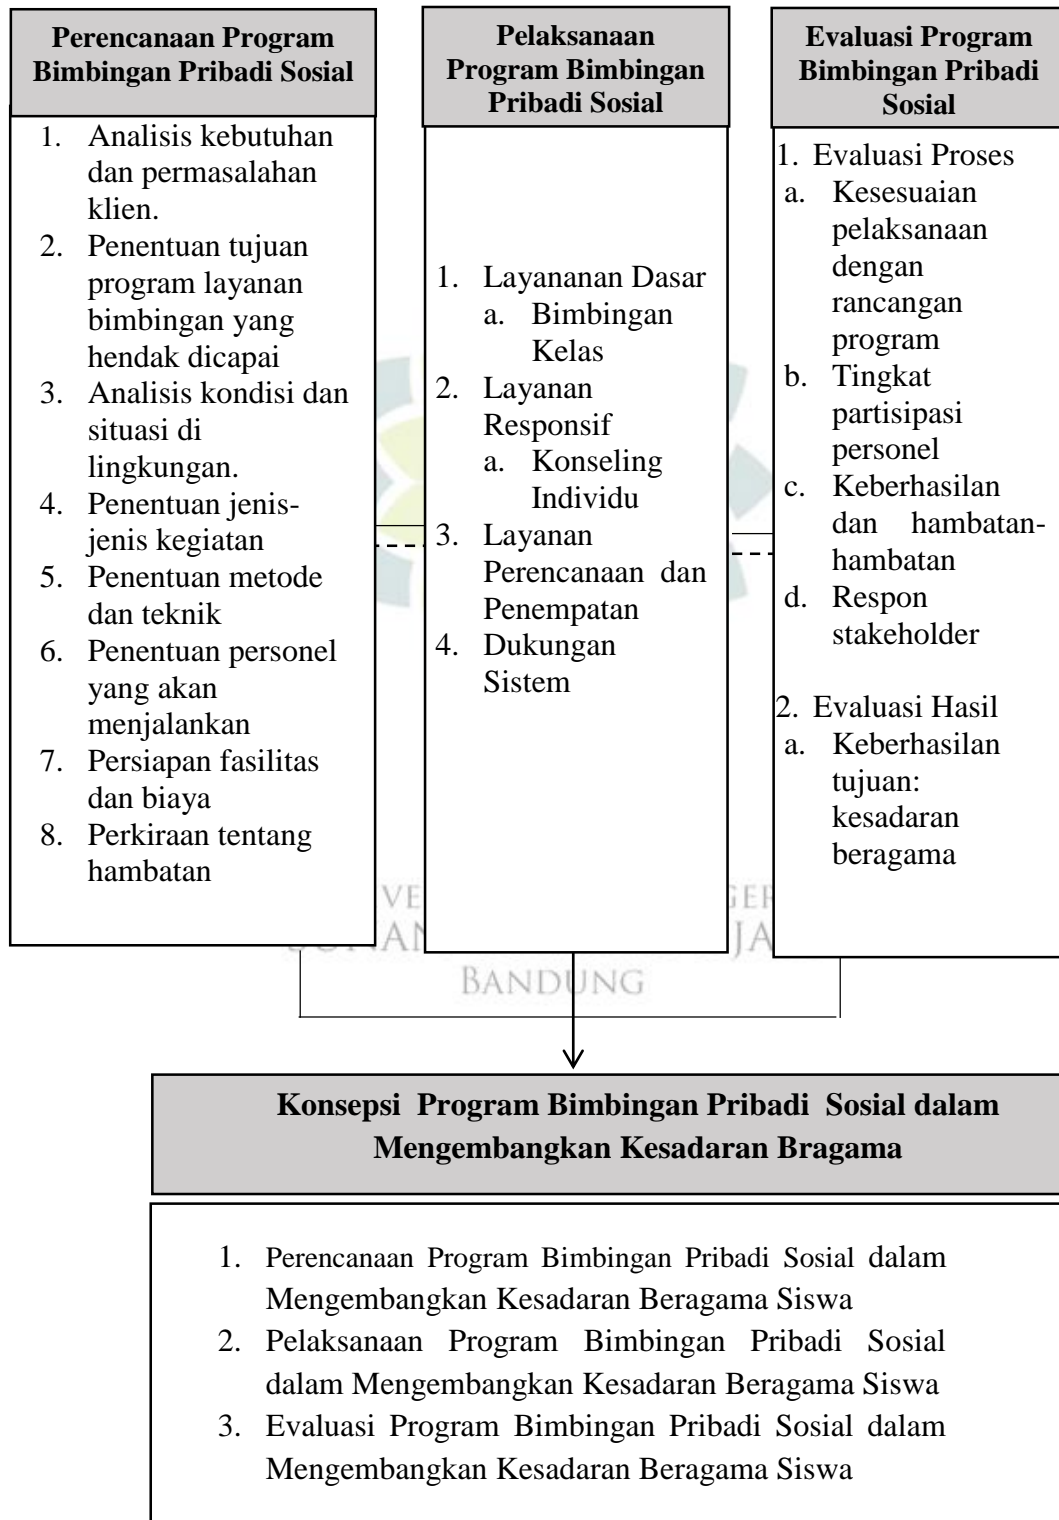 Perencanaan Program
Bimbingan Pribadi Sosial
1. Analisis kebutuhan
dan permasalahan
klien.
2. Penentuan tujuan
program layanan
bimbingan yang
hendak dicapai
3. Analisis kondisi dan
situasi di
lingkungan.
4. Penentuan jenis-
jenis kegiatan
5. Penentuan metode
dan teknik
6. Penentuan personel
yang akan
menjalankan
7. Persiapan fasilitas
dan biaya
8. Perkiraan tentang
hambatan
Pelaksanaan
Program Bimbingan
Pribadi Sosial
1. Layananan Dasar
a. Bimbingan
Kelas
2. Layanan
Responsif
a. Konseling
Individu
3. Layanan
Perencanaan dan
Penempatan
4. Dukungan
Sistem
Evaluasi Program
Bimbingan Pribadi
Sosial
1. Evaluasi Proses
a. Kesesuaian
pelaksanaan
dengan
rancangan
program
b. Tingkat
partisipasi
personel
c. Keberhasilan
dan hambatan-
hambatan
d. Respon
stakeholder
2. Evaluasi Hasil
a. Keberhasilan
tujuan:
kesadaran
beragama
BANDUNG
Konsepsi Program Bimbingan Pribadi Sosial dalam
Mengembangkan Kesadaran Bragama
1. Perencanaan Program Bimbingan Pribadi Sosial dalam
Mengembangkan Kesadaran Beragama Siswa
2. Pelaksanaan Program Bimbingan Pribadi Sosial
dalam Mengembangkan Kesadaran Beragama Siswa
3. Evaluasi Program Bimbingan Pribadi Sosial dalam
Mengembangkan Kesadaran Beragama Siswa